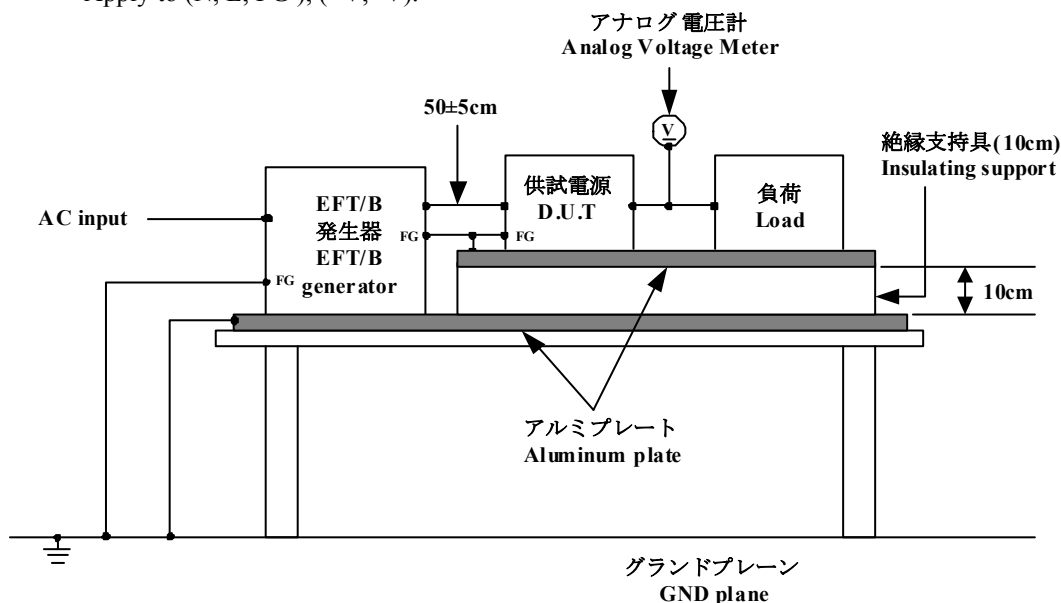 Apply to (N, L, FG ),
アナログ電圧計
Analog Voltage Meter
50±5cm
V
絶縁支持具(10cm)
Insulating support
供試電源
D.U.T
負荷
Load
AC input
EFT/B
発生器
EFT/B
generator
FG
FG
FG
10cm
アルミプレート
Aluminum plate
グランドプレーン
GND plane